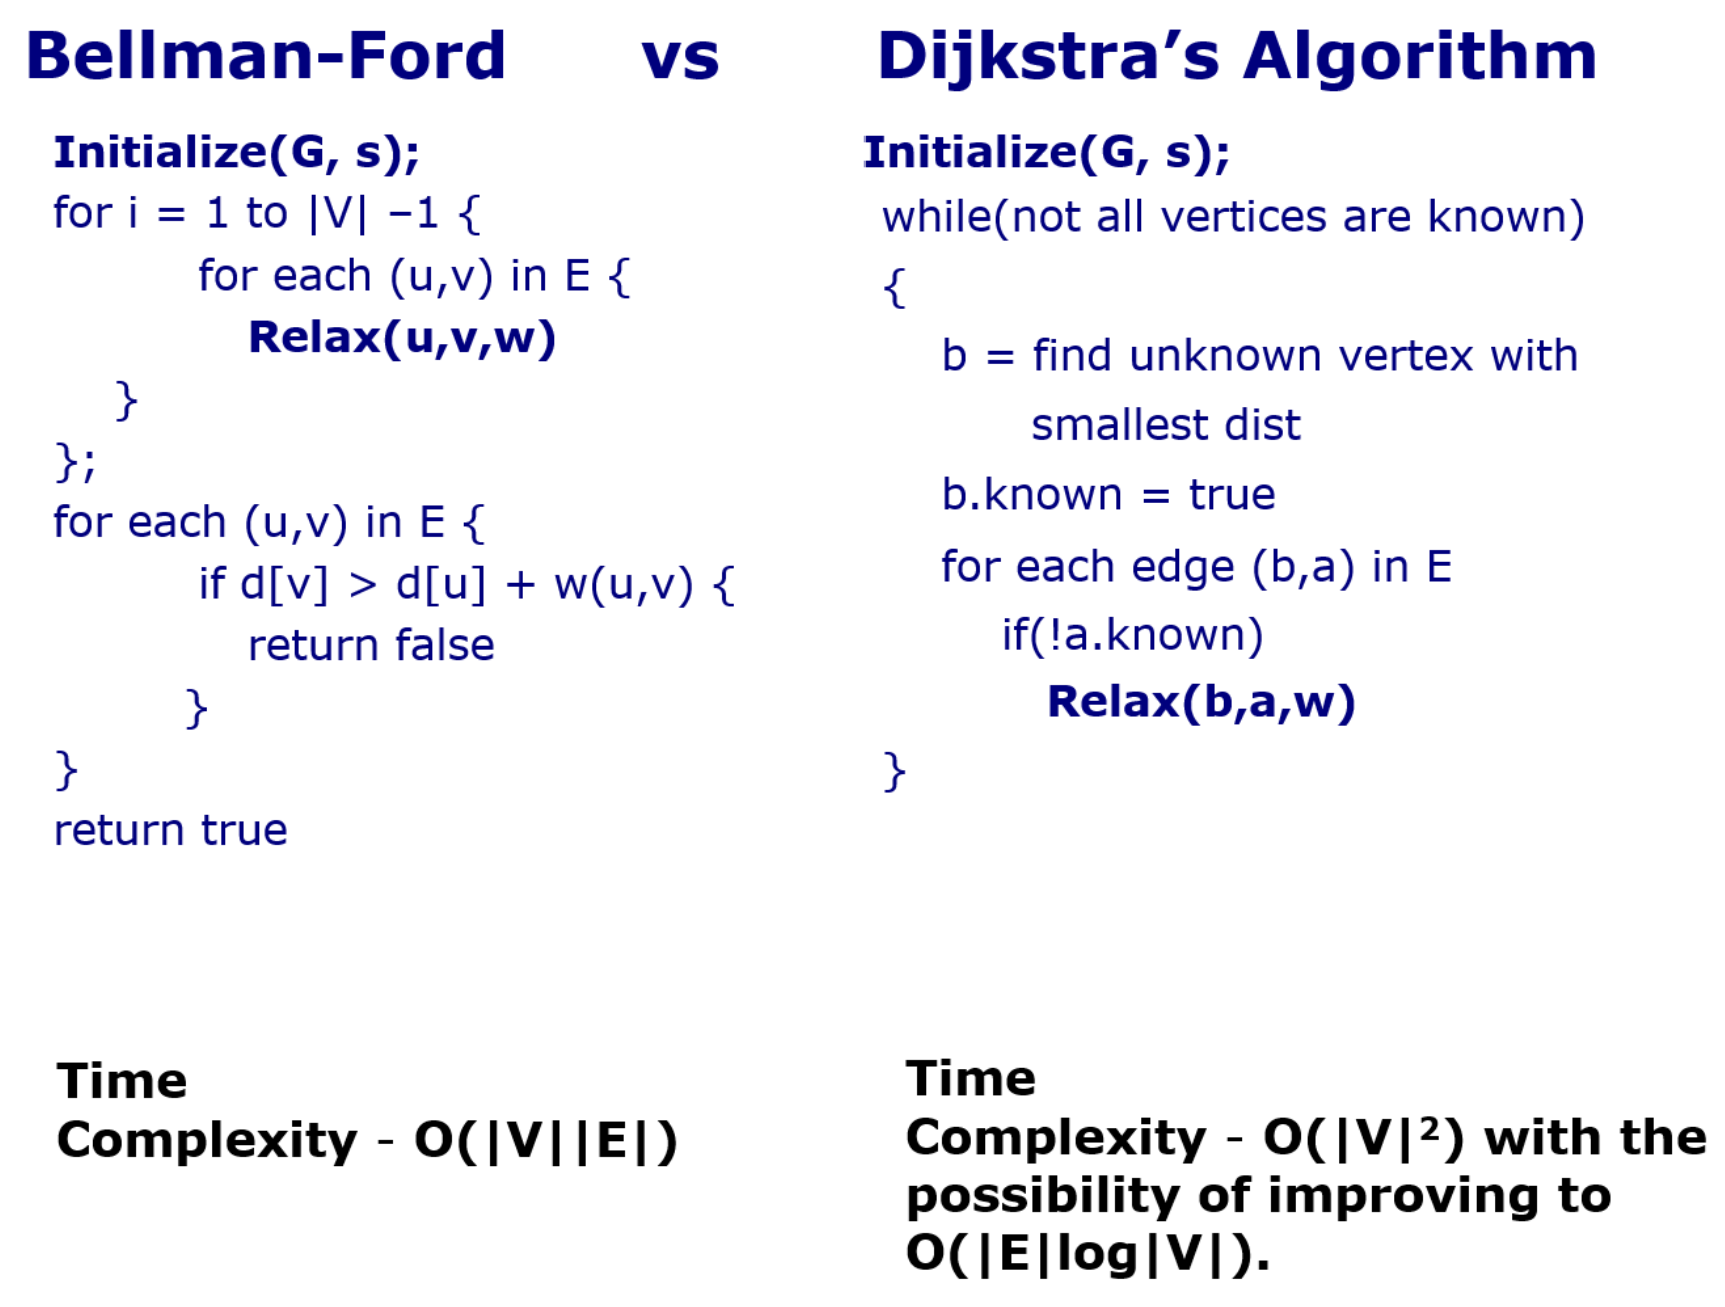 Bellman-Ford vs Dijkstra’s Algorithm
Initialize(G, s);
for i = 1 to |V| –1 {
for each (u,v) in E {
Relax(u,v,w)
}
};
for each (u,v) in E {
if d[v] > d[u] + w(u,v) {
return false
}
}
return true
Time
Complexity - O(|V||E|)
Initialize(G, s);
while(not all vertices are known)
{
b = find unknown vertex with
smallest dist
b.known = true
for each edge (b,a) in E
if(!a.known)
Relax(b,a,w)
}
Time
Complexity - O(|V|²) with the
possibility of improving to
O(|E|log|V|).